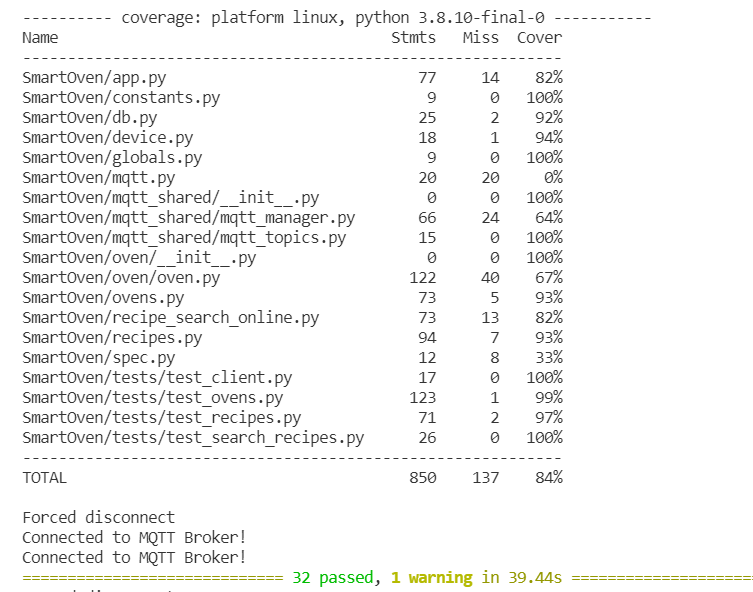 ---------- coverage: platform linux, python 3.8.10-final-0 -----------
Name                                    Stmts   Miss  Cover
-----------------------------------------------------------
SmartOven/app.py                           77     14    82%
SmartOven/constants.py                      9      0   100%
SmartOven/db.py                            25      2    92%
SmartOven/device.py                        18      1    94%
SmartOven/globals.py                        9      0   100%
SmartOven/mqtt.py                          20     20     0%
SmartOven/mqtt_shared/__init__.py           0      0   100%
SmartOven/mqtt_shared/mqtt_manager.py      66     24    64%
SmartOven/mqtt_shared/mqtt_topics.py       15      0   100%
SmartOven/oven/__init__.py                  0      0   100%
SmartOven/oven/oven.py                    122     40    67%
SmartOven/ovens.py                         73      5    93%
SmartOven/recipe_search_online.py          73     13    82%
SmartOven/recipes.py                       94      7    93%
SmartOven/spec.py                          12      8    33%
SmartOven/tests/test_client.py             17      0   100%
SmartOven/tests/test_ovens.py             123      1    99%
SmartOven/tests/test_recipes.py            71      2    97%
SmartOven/tests/test_search_recipes.py     26      0   100%
-----------------------------------------------------------
TOTAL                                     850    137    84%
Forced disconnect
Connected to MQTT Broker!
Connected to MQTT Broker!
============================ 32 passed, 1 warning in 39.44s ====================